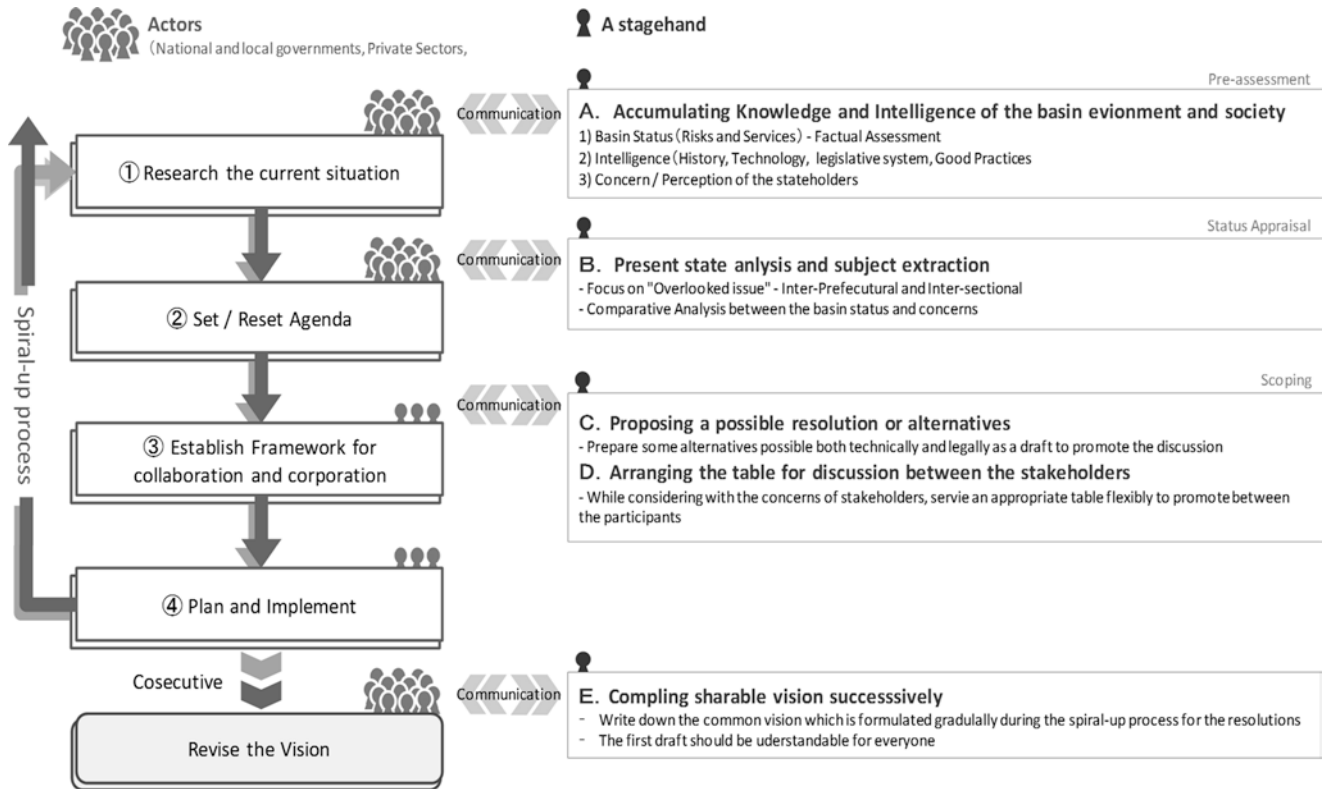 Actors
(National and local governments, Private Sectors,
A stagehand
Pre-assessment
Communication
A. Accumulating Knowledge and Intelligence of the basin evionment and society
1) Basin Status (Risks and Services) - Factual Assessment
2) Intelligence (History, Technology, legislative system, Good Practices
3) Concern / Perception of the stateholders
① Research the current situation
Status Appraisal
Communication
B. Present state anlysis and subject extraction
- Focus on "Overlooked issue" - Inter-Prefecutural and Inter-sectional
- Comparative Analysis between the basin status and concerns
② Set / Reset Agenda
Spiral-up process
Scoping
Communication
C. Proposing a possible resolution or alternatives
- Prepare some alternatives possible both technically and legally as a draft to promote the discussion
D. Arranging the table for discussion between the stakeholders
- While considering with the concerns of stakeholders, servie an appropriate table flexibly to promote between
the participants
③ Establish Framework for
collaboration and corporation
④ Plan and Implement
Cosecutive
Communication
E. Compling sharable vision successsively
- Write down the common vision which is formulated gradulally during the spiral-up process for the resolutions
- The first draft should be uderstandable for everyone
Revise the Vision